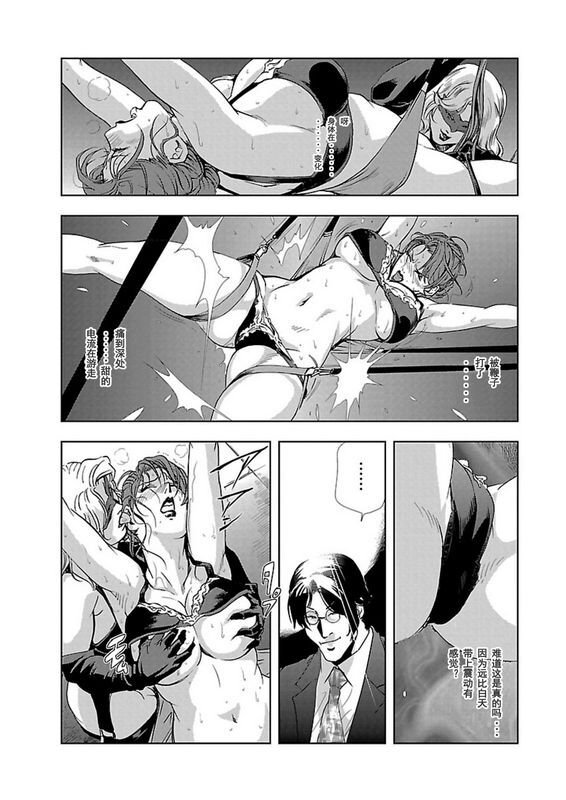 呀
身体在……
……变化
被鞭子
打了
……
痛到深处
……甜的
电流在游走
难道这是真的吗…
因为远比白天
带上震动有
感觉？
……